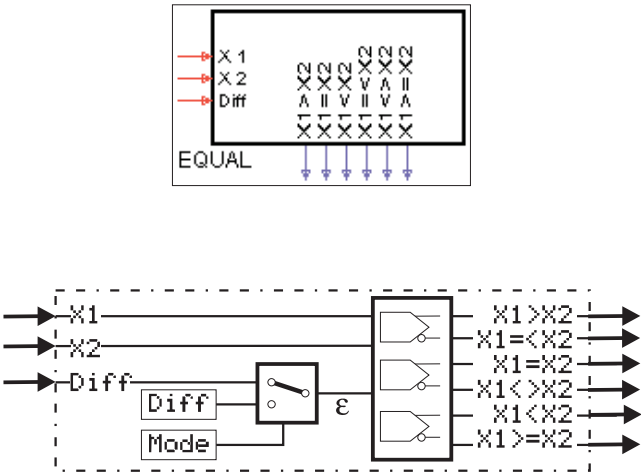 X 1
X 2
Diff
X1 > X2
X1 = X2
X1 < X2
X1 = < X2
X1 < > X2
X1 > = X2
EQUAL
X1
X2
Diff
Diff
Mode
ε
X1>X2
X1=<X2
X1=X2
X1<>X2
X1<X2
X1>=X2